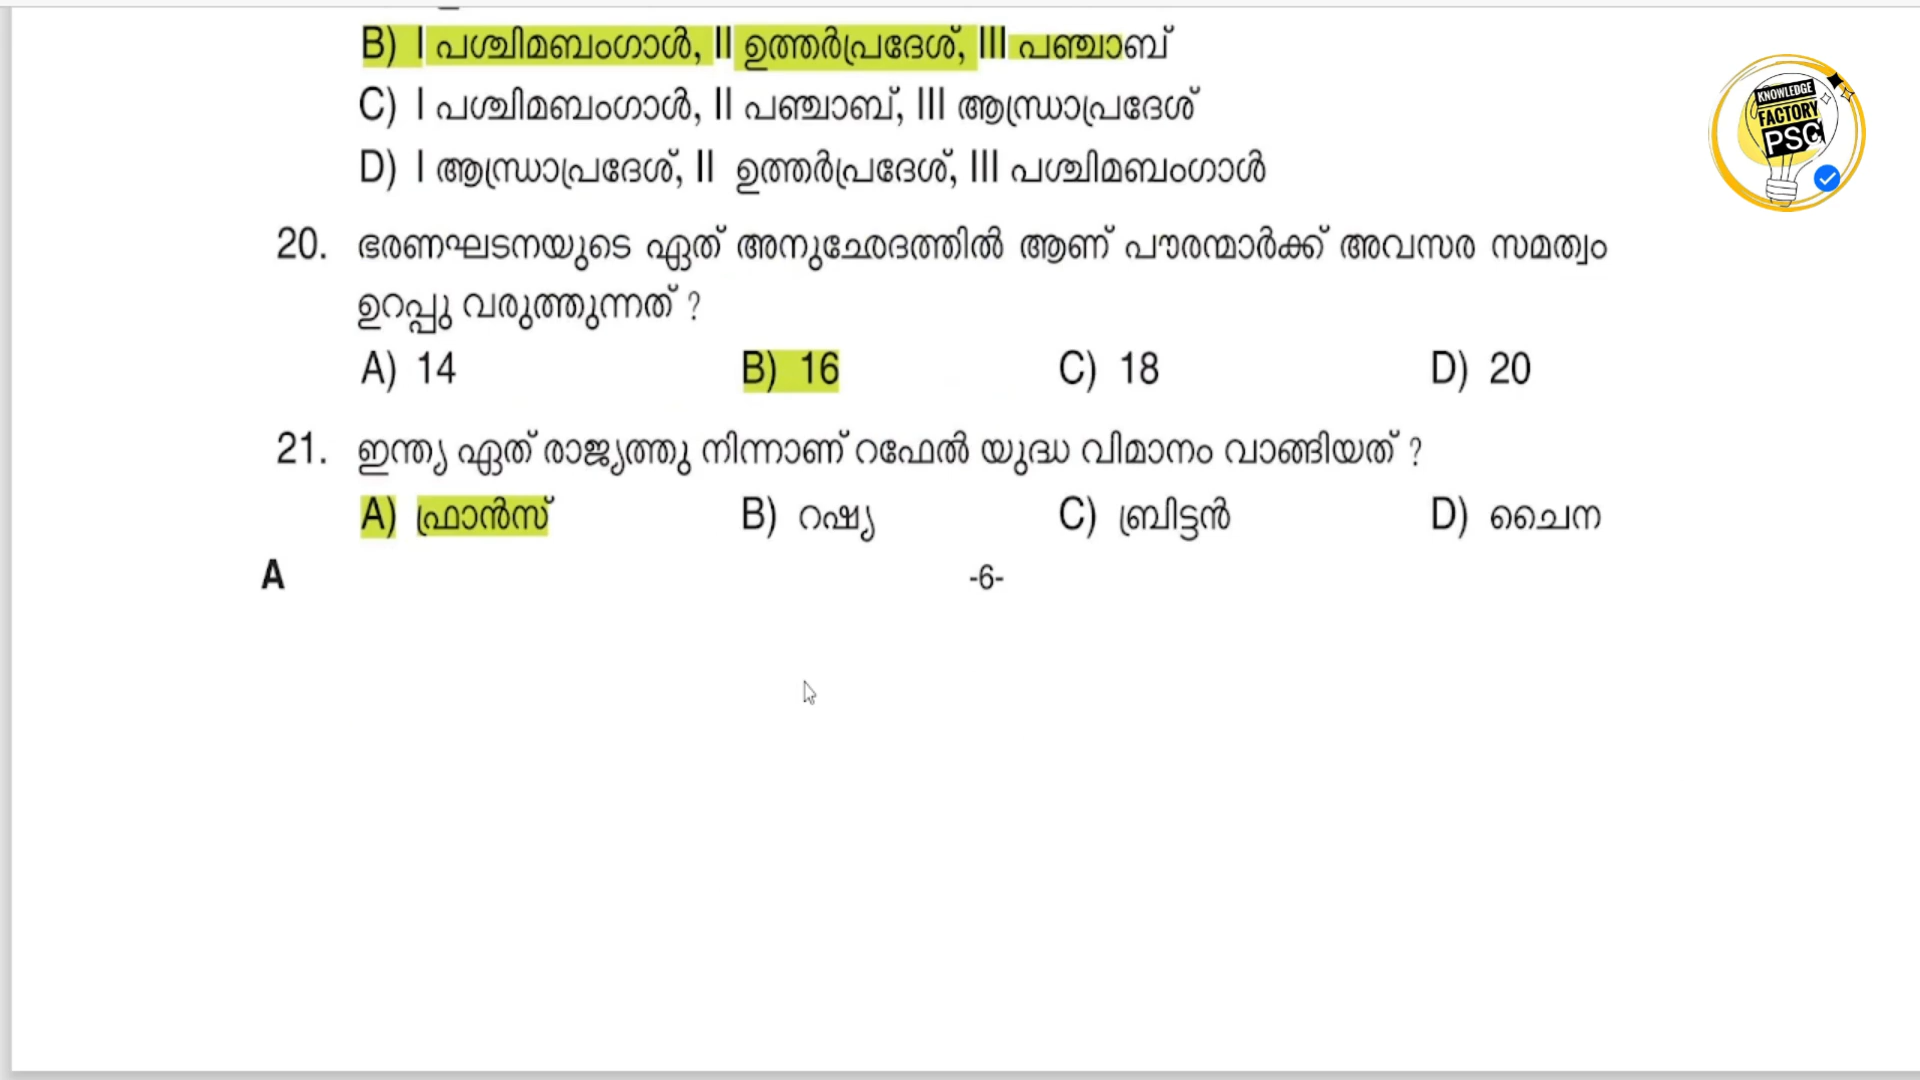 B) I പശ്ചിമബംഗാൾ, II ഉത്തർപ്രദേശ്, III പഞ്ചാബ്
C) I പശ്ചിമബംഗാൾ, II പഞ്ചാബ്, III ആന്ധ്രാപ്രദേശ്
D) I ആന്ധ്രാപ്രദേശ്, II ഉത്തർപ്രദേശ്, III പശ്ചിമബംഗാൾ
20. ഭരണഘടനയുടെ ഏത് അനുച്ഛേദത്തിൽ ആണ് പൗരന്മാർക്ക് അവസര സമത്വം
ഉറപ്പു വരുത്തുന്നത് ?
A) 14 B) 16 C) 18 D) 20
21. ഇന്ത്യ ഏത് രാജ്യത്തു നിന്നാണ് റഫേൽ യുദ്ധ വിമാനം വാങ്ങിയത് ?
A) ഫ്രാൻസ് B) റഷ്യ C) ബ്രിട്ടൻ D) ചൈന
A -6-
KNOWLEDGE
FACTORY
PSC